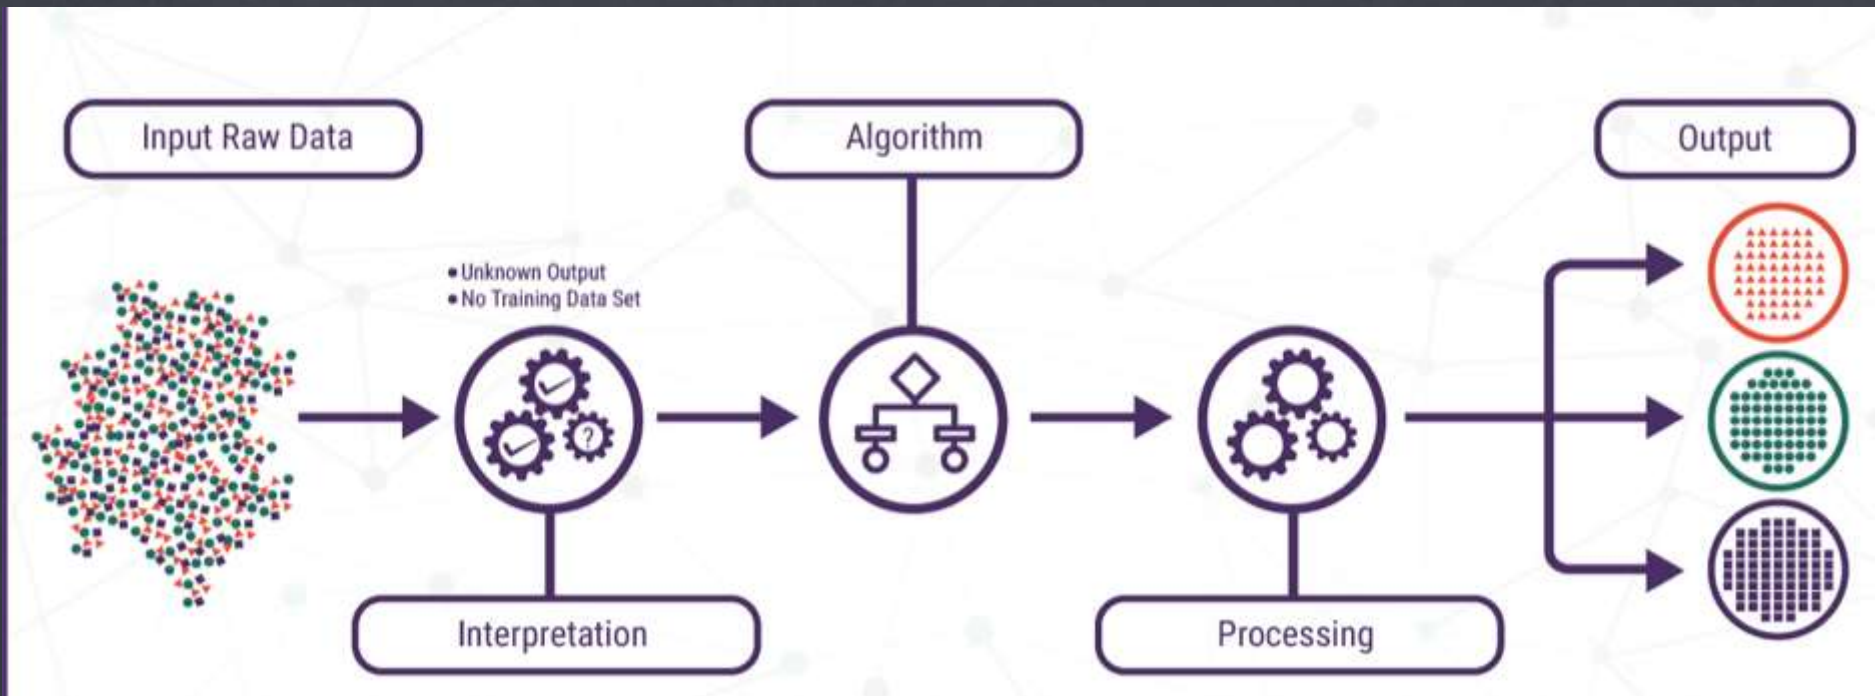 Input Raw Data
Algorithm
Output
• Unknown Output
• No Training Data Set
?
Interpretation
Processing